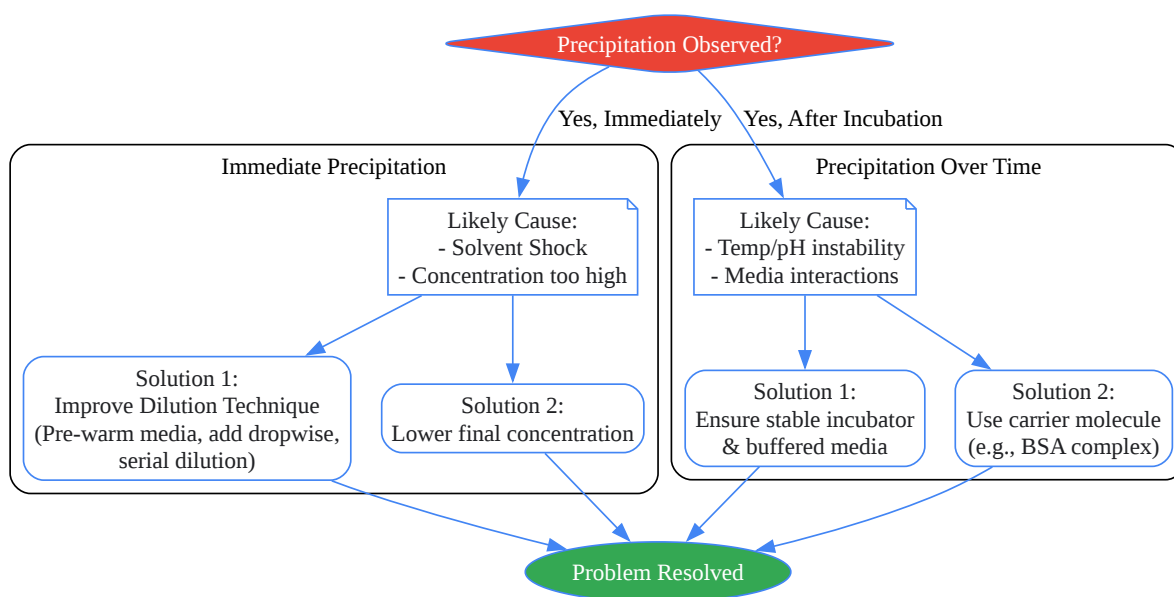 Precipitation Observed?
Yes, Immediately
Yes, After Incubation
Immediate Precipitation
Likely Cause:
- Solvent Shock
- Concentration too high
Solution 1:
Improve Dilution Technique
(Pre-warm media, add dropwise,
serial dilution)
Solution 2:
Lower final concentration
Precipitation Over Time
Likely Cause:
- Temp/pH instability
- Media interactions
Solution 1:
Ensure stable incubator
& buffered media
Solution 2:
Use carrier molecule
(e.g., BSA complex)
Problem Resolved